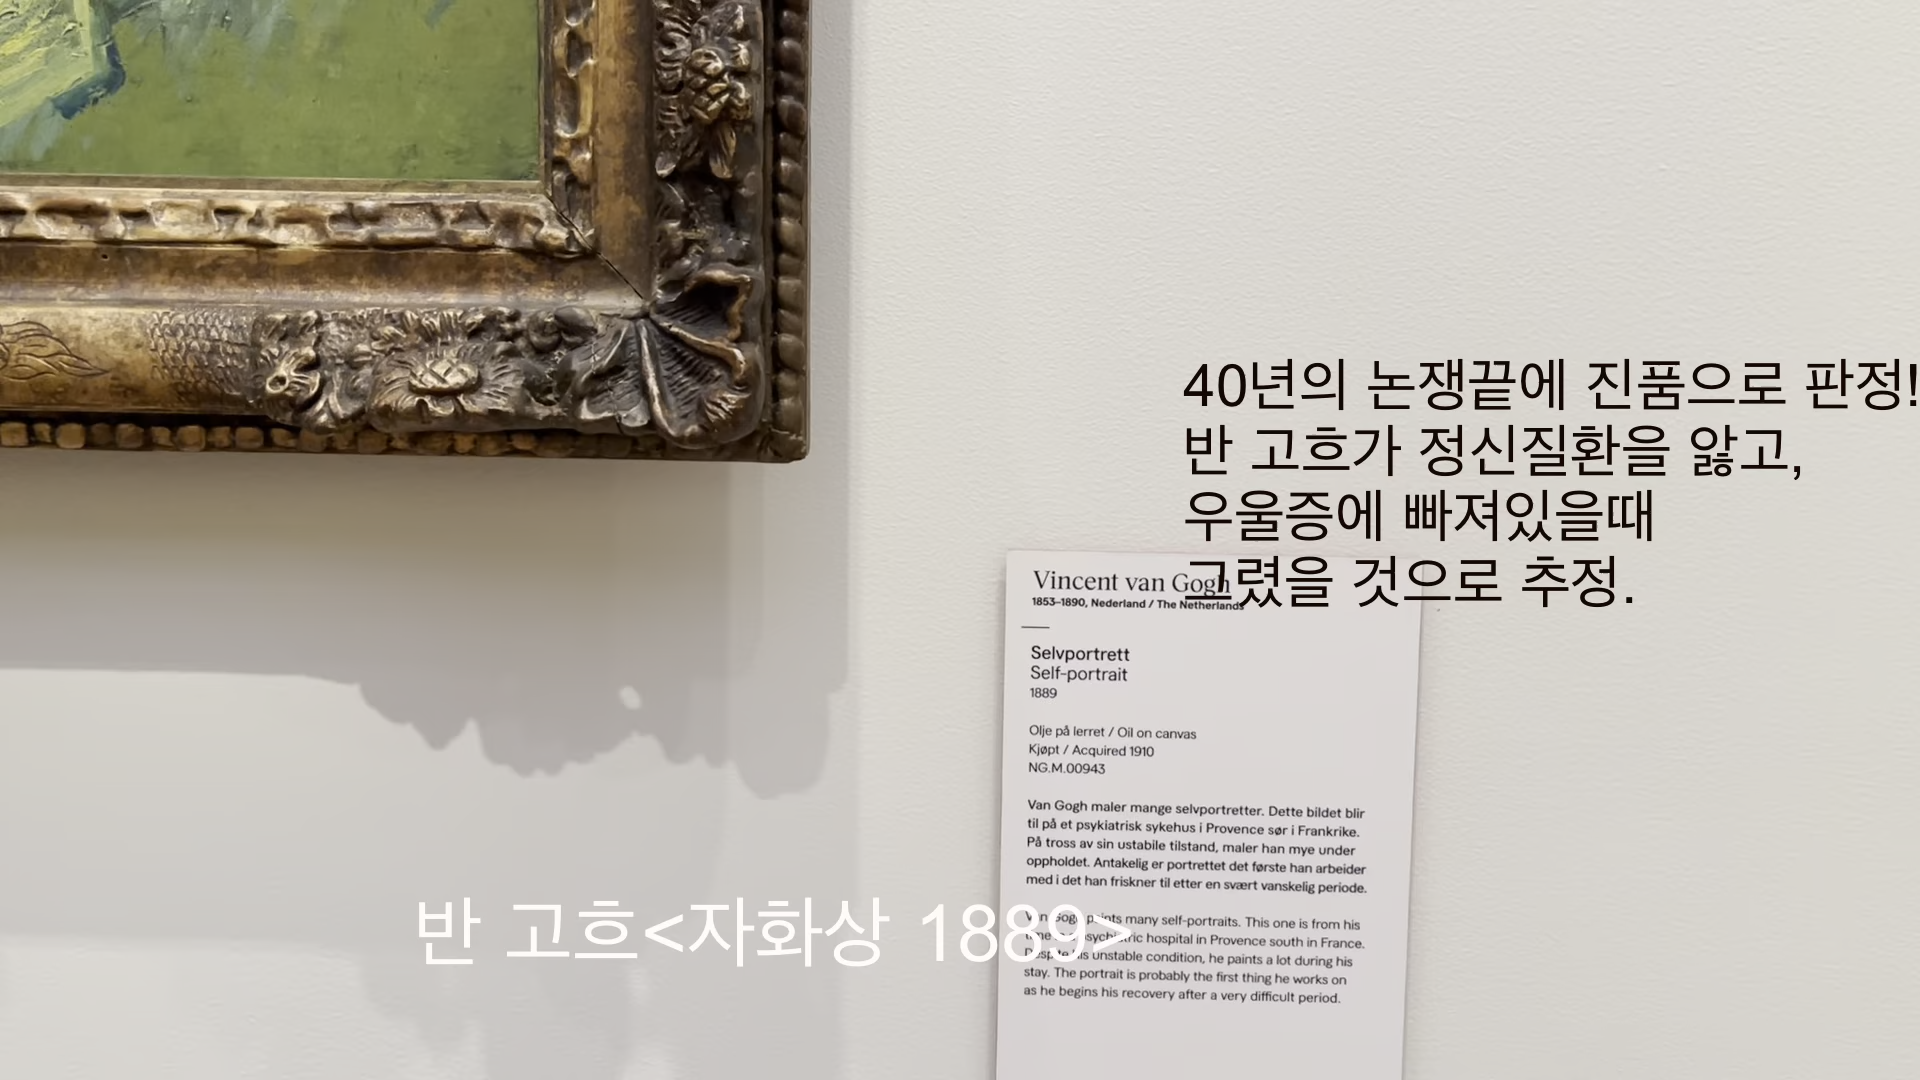 40년의 논쟁끝에 진품으로 판정!
반 고흐가 정신질환을 앓고,
우울증에 빠져있을때
그렸을 것으로 추정.
Vincent van Gogh
1853–1890, Nederland / The Netherlands
Selvportrett
Self-portrait
1889
Olje på lerret / Oil on canvas
Kjøpt / Acquired 1910
NG.M.00943
Van Gogh maler mange selvportretter. Dette bildet blir
til på et psykiatrisk sykehus i Provence sør i Frankrike.
På tross av sin ustabile tilstand, maler han mye under
oppholdet. Antakelig er portrettet det første han arbeider
med i det han friskner til etter en svært vanskelig periode.
반 고흐<자화상 1889>
Van Gogh paints many self-portraits. This one is from his
psychiatric hospital in Provence south in France.
Despite his unstable condition, he paints a lot during his
stay. The portrait is probably the first thing he works on
as he begins his recovery after a very difficult period.